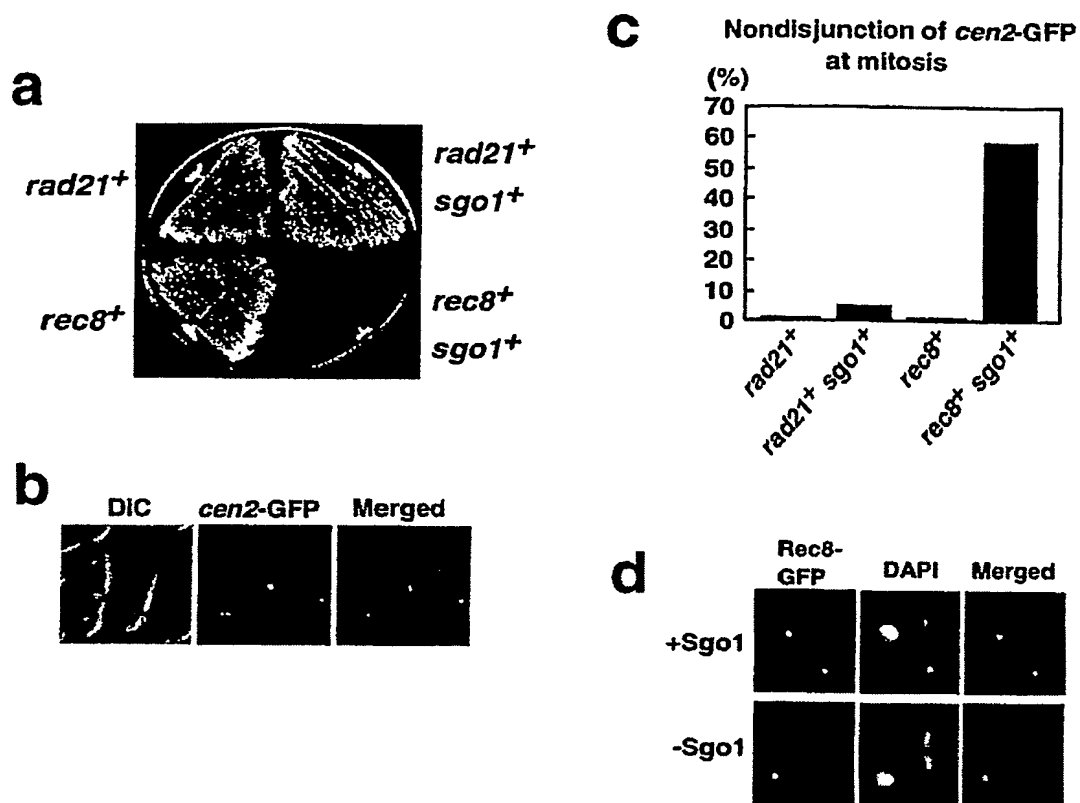 a
rad21+
rad21+
sgo1+
rec8+
rec8+
sgo1+
b
DIC
cen2-GFP
Merged
c
Nondisjunction of cen2-GFP
at mitosis
(%)
70
60
50
40
30
20
10
0
rad21+
rad21+ sgo1+
rec8+
rec8+ sgo1+
d
Rec8-
GFP
DAPI
Merged
+Sgo1
-Sgo1